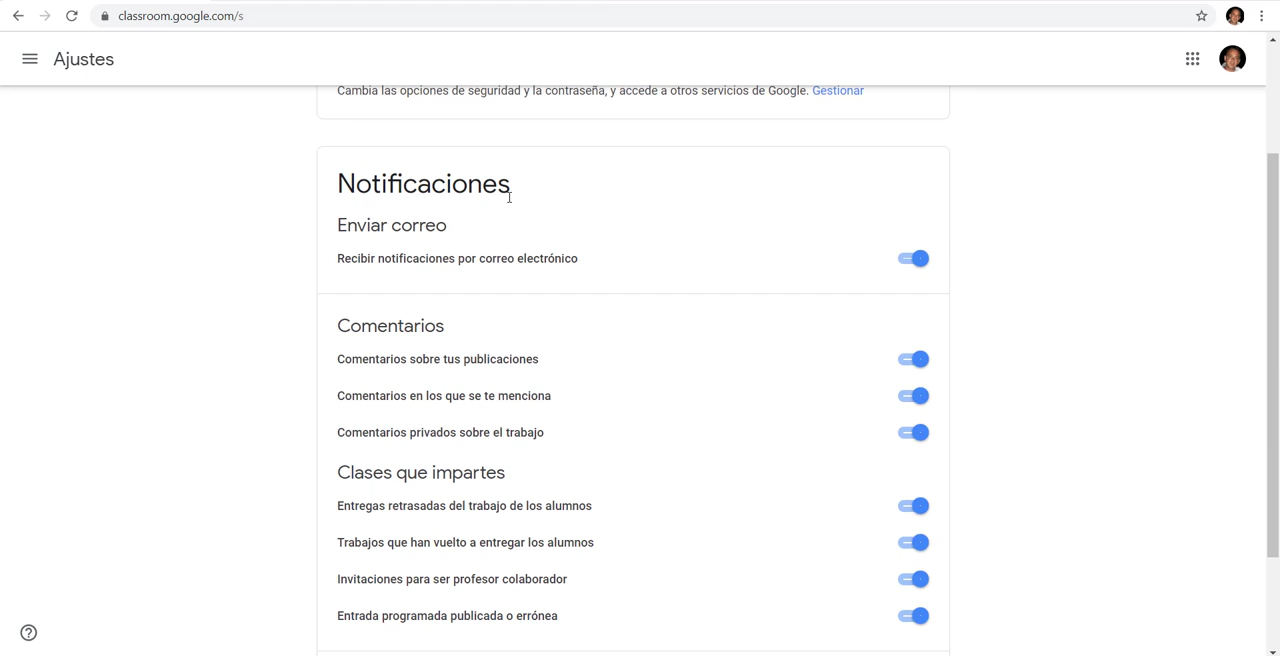 classroom.google.com/s
Ajustes
Cambia las opciones de seguridad y la contraseña, y accede a otros servicios de Google. Gestionar
Notificaciones
Enviar correo
Recibir notificaciones por correo electrónico
Comentarios
Comentarios sobre tus publicaciones
Comentarios en los que se te menciona
Comentarios privados sobre el trabajo
Clases que impartes
Entregas retrasadas del trabajo de los alumnos
Trabajos que han vuelto a entregar los alumnos
Invitaciones para ser profesor colaborador
Entrada programada publicada o errónea